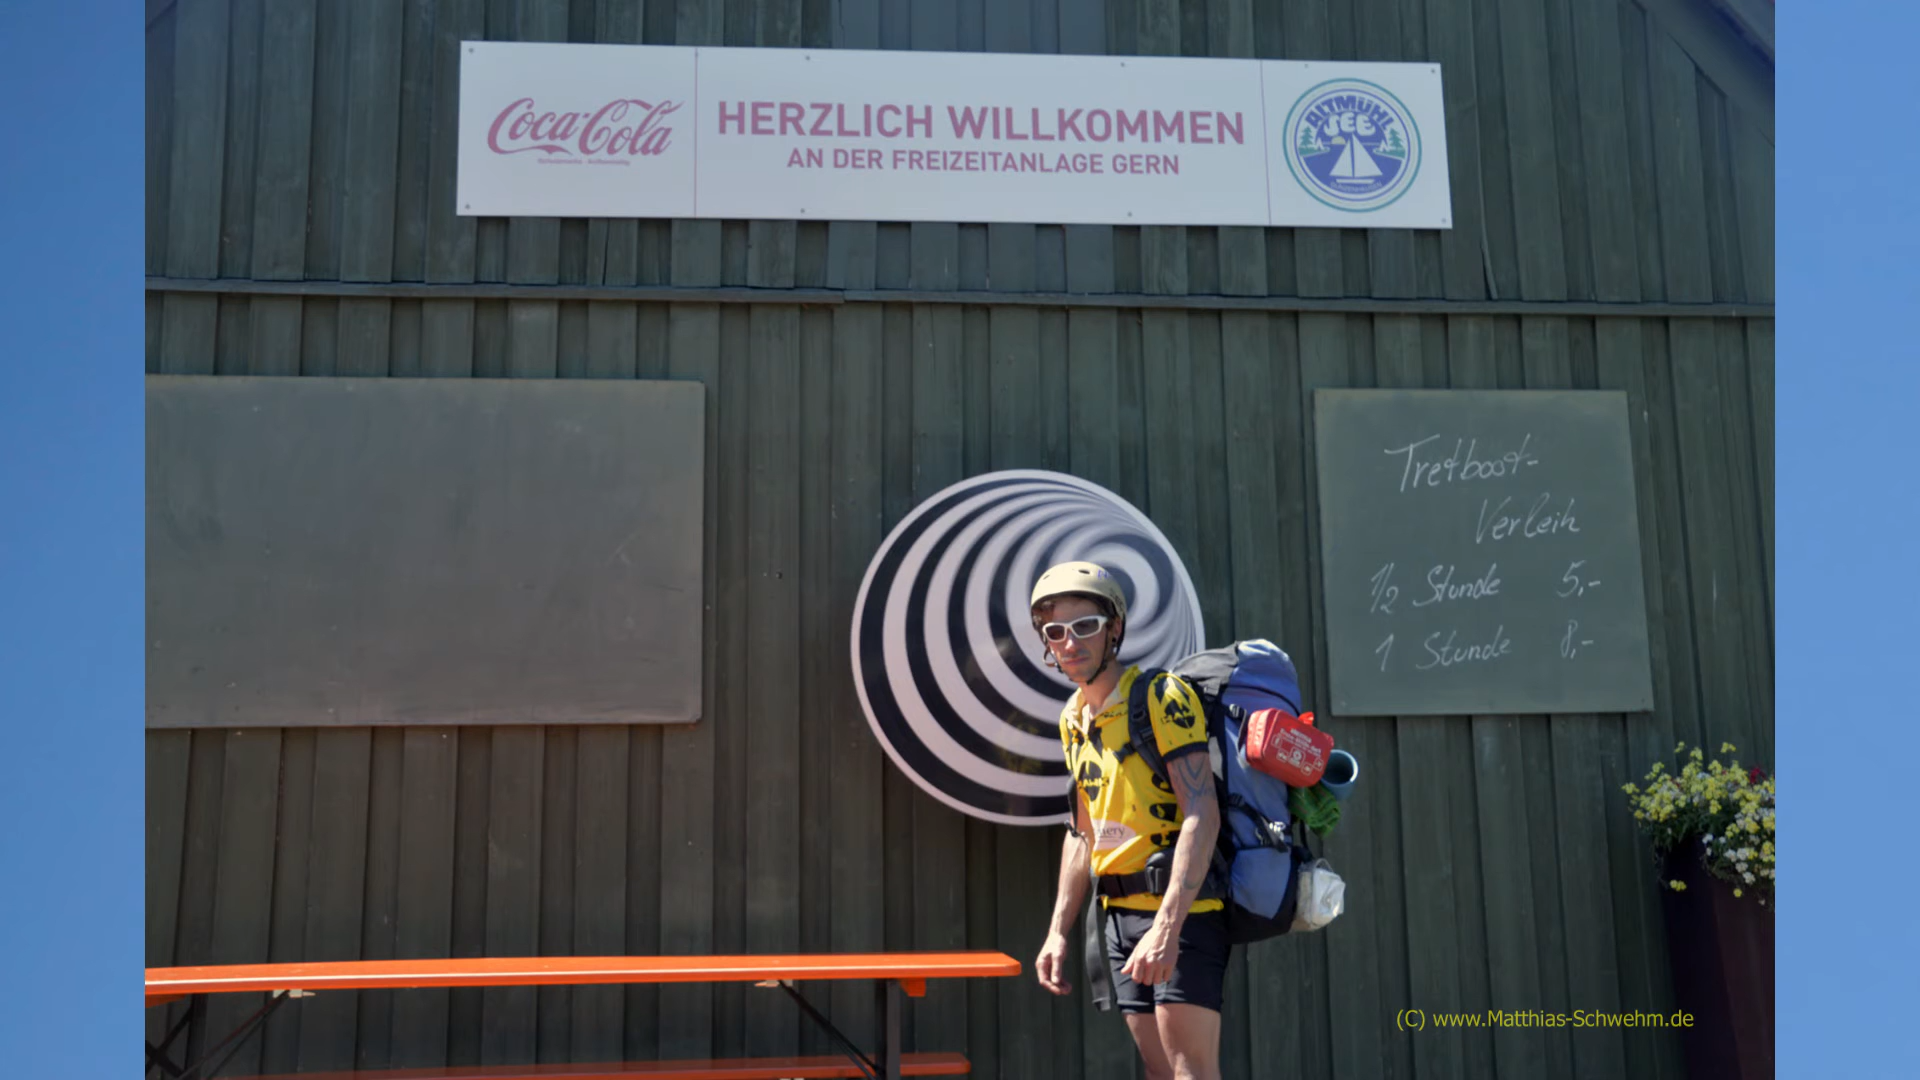 Coca-Cola
HERZLICH WILLKOMMEN
AN DER FREIZEITANLAGE GERN
ALTMÜHL
SEE
Tretboot-
Verleih
1/2 Stunde 5,-
1 Stunde 8,-
(C) www.Matthias-Schwehm.de